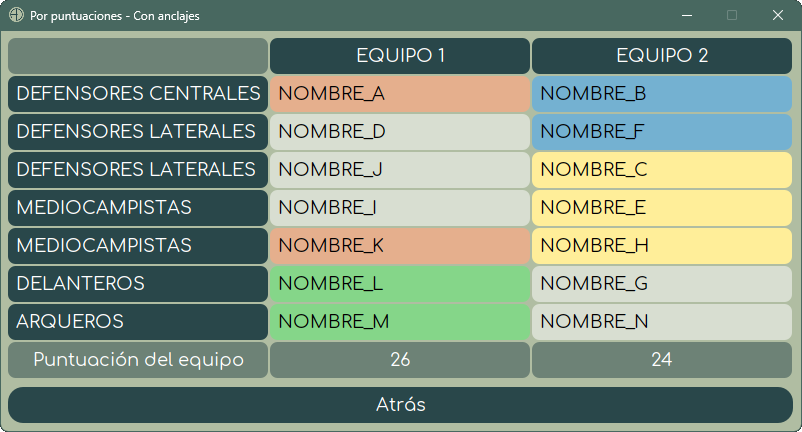 Por puntuaciones - Con anclajes
EQUIPO 1 EQUIPO 2
DEFENSORES CENTRALES NOMBRE_A NOMBRE_B
DEFENSORES LATERALES NOMBRE_D NOMBRE_F
DEFENSORES LATERALES NOMBRE_J NOMBRE_C
MEDIOCAMPISTAS NOMBRE_I NOMBRE_E
MEDIOCAMPISTAS NOMBRE_K NOMBRE_H
DELANTEROS NOMBRE_L NOMBRE_G
ARQUEROS NOMBRE_M NOMBRE_N
Puntuación del equipo 26 24
Atrás